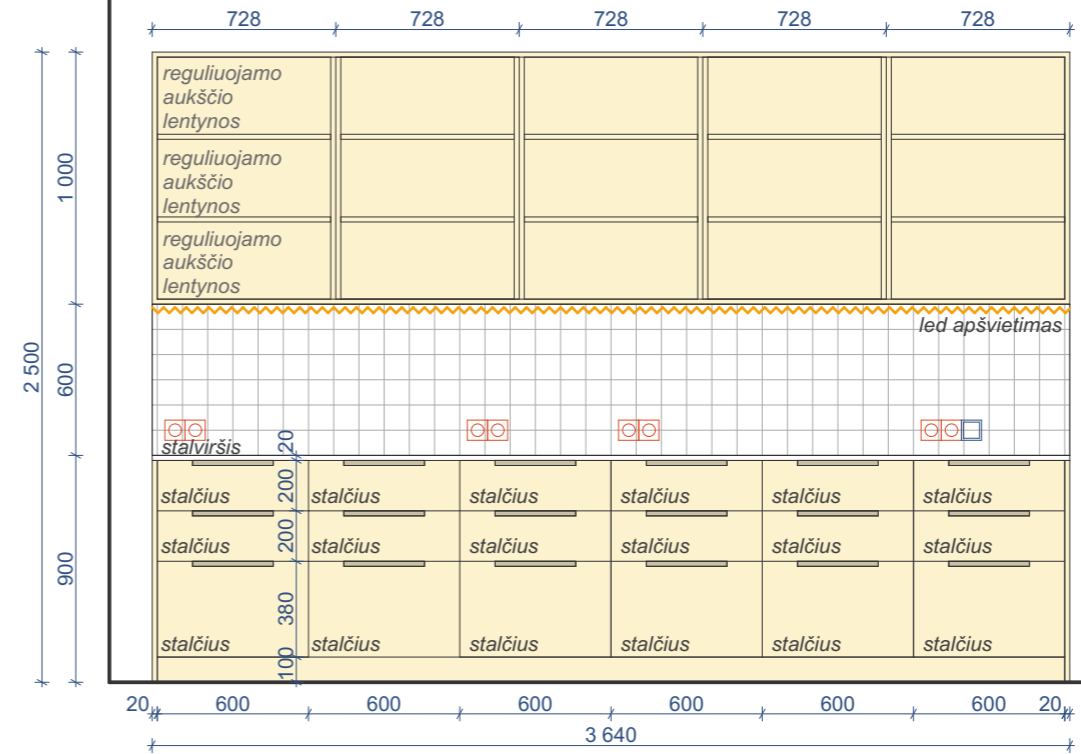 728 728 728 728 728
reguliuojamo
aukščio
lentynos
reguliuojamo
aukščio
lentynos
reguliuojamo
aukščio
lentynos
1 000
2 500
600
900
led apšvietimas
stalviršis
20
200
stalčius stalčius stalčius stalčius stalčius stalčius
200
stalčius stalčius stalčius stalčius stalčius stalčius
380
stalčius stalčius stalčius stalčius stalčius stalčius
100
20 600 600 600 600 600 600 20
3 640